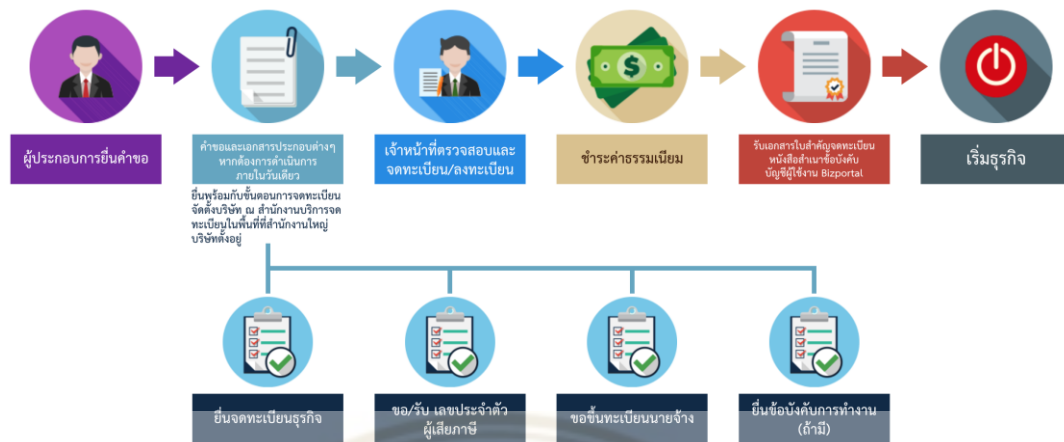 ผู้ประกอบการยื่นคำขอ
คำขอและเอกสารประกอบต่างๆ
หากต้องการดำเนินการ
ภายในวันเดียว
ยื่นพร้อมกับขั้นตอนการจดทะเบียน
จัดตั้งบริษัท ณ สำนักงานบริการจด
ทะเบียนในพื้นที่ที่สำนักงานใหญ่
บริษัทตั้งอยู่
เจ้าหน้าที่ตรวจสอบและ
จดทะเบียน/ลงทะเบียน
ชำระค่าธรรมเนียม
รับเอกสารใบสำคัญจดทะเบียน
หนังสือสำเนาข้อบังคับ
บัญชีผู้ใช้งาน Bizportal
เริ่มธุรกิจ
ยื่นจดทะเบียนธุรกิจ
ขอ/รับ เลขประจำตัว
ผู้เสียภาษี
ขอขึ้นทะเบียนนายจ้าง
ยื่นข้อบังคับการทำงาน
(ถ้ามี)